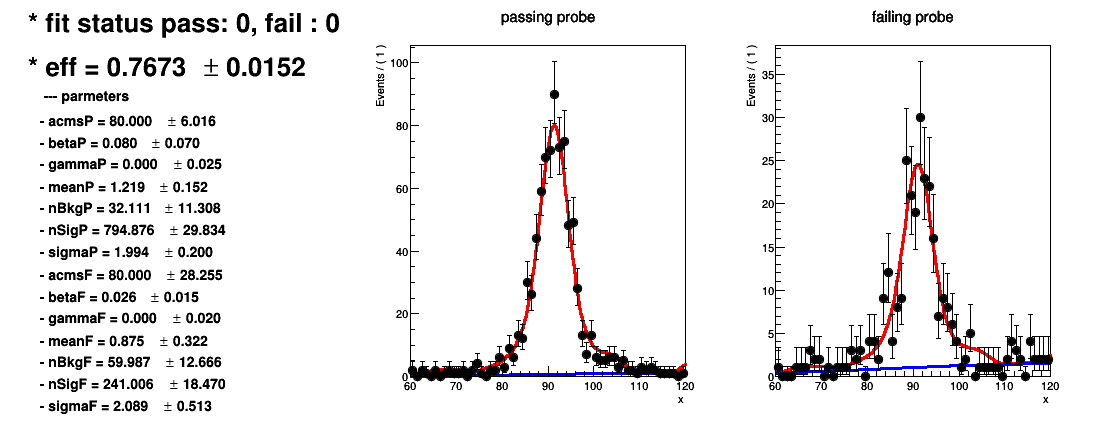 * fit status pass: 0, fail : 0
* eff = 0.7673 ± 0.0152
--- parmeters
- acmsP = 80.000 ± 6.016
- betaP = 0.080 ± 0.070
- gammaP = 0.000 ± 0.025
- meanP = 1.219 ± 0.152
- nBkgP = 32.111 ± 11.308
- nSigP = 794.876 ± 29.834
- sigmaP = 1.994 ± 0.200
- acmsF = 80.000 ± 28.255
- betaF = 0.026 ± 0.015
- gammaF = 0.000 ± 0.020
- meanF = 0.875 ± 0.322
- nBkgF = 59.987 ± 12.666
- nSigF = 241.006 ± 18.470
- sigmaF = 2.089 ± 0.513
passing probe
Events / ( 1 )
100
80
60
40
20
0
60 70 80 90 100 110 120
x
failing probe
Events / ( 1 )
35
30
25
20
15
10
5
0
60 70 80 90 100 110 120
x